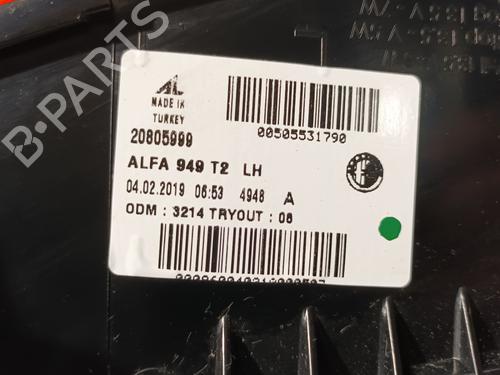 AL
MADE IN
TURKEY
00505531790
20805999
ALFA 949 T2 LH
04.02.2019 06:53 4948 A
ODM : 3214 TRYOUT : 06